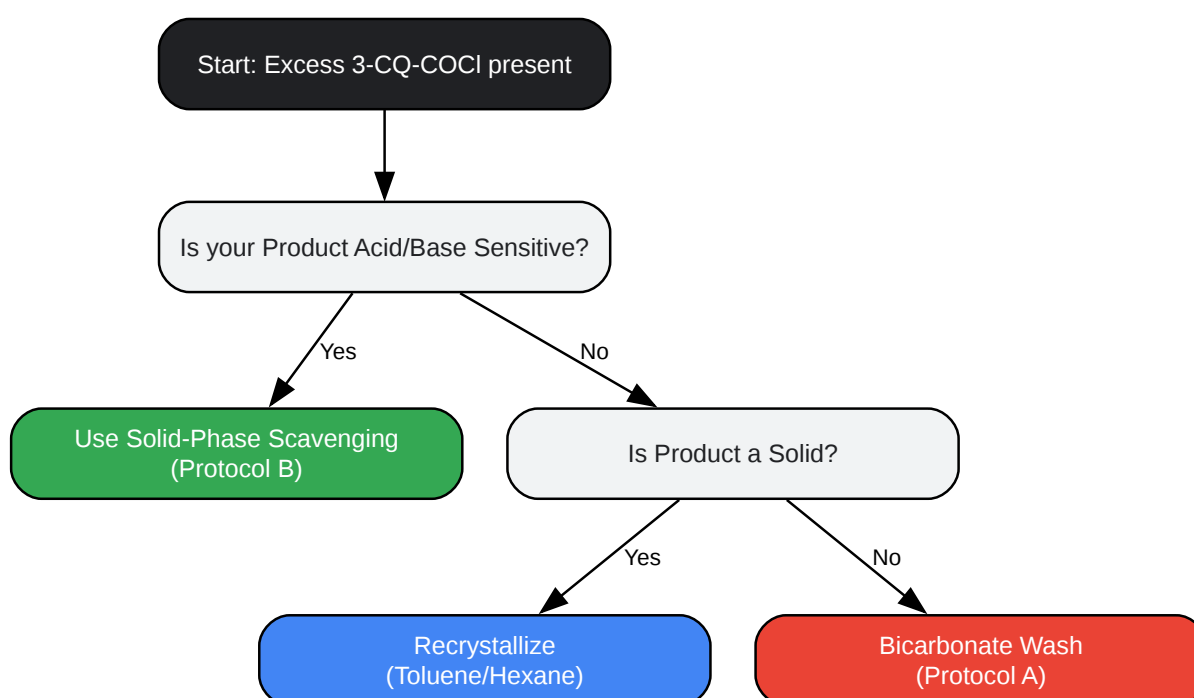 Start: Excess 3-CQ-COCl present
Is your Product Acid/Base Sensitive?
Yes
No
Use Solid-Phase Scavenging
(Protocol B)
Is Product a Solid?
Yes
No
Recrystallize
(Toluene/Hexane)
Bicarbonate Wash
(Protocol A)